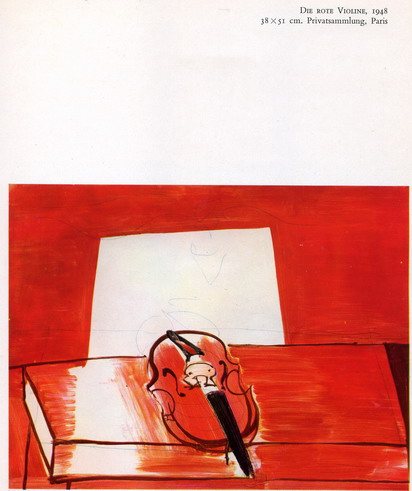 DIE ROTE VIOLINE, 1948
38 × 51 cm. Privatsammlung, Paris